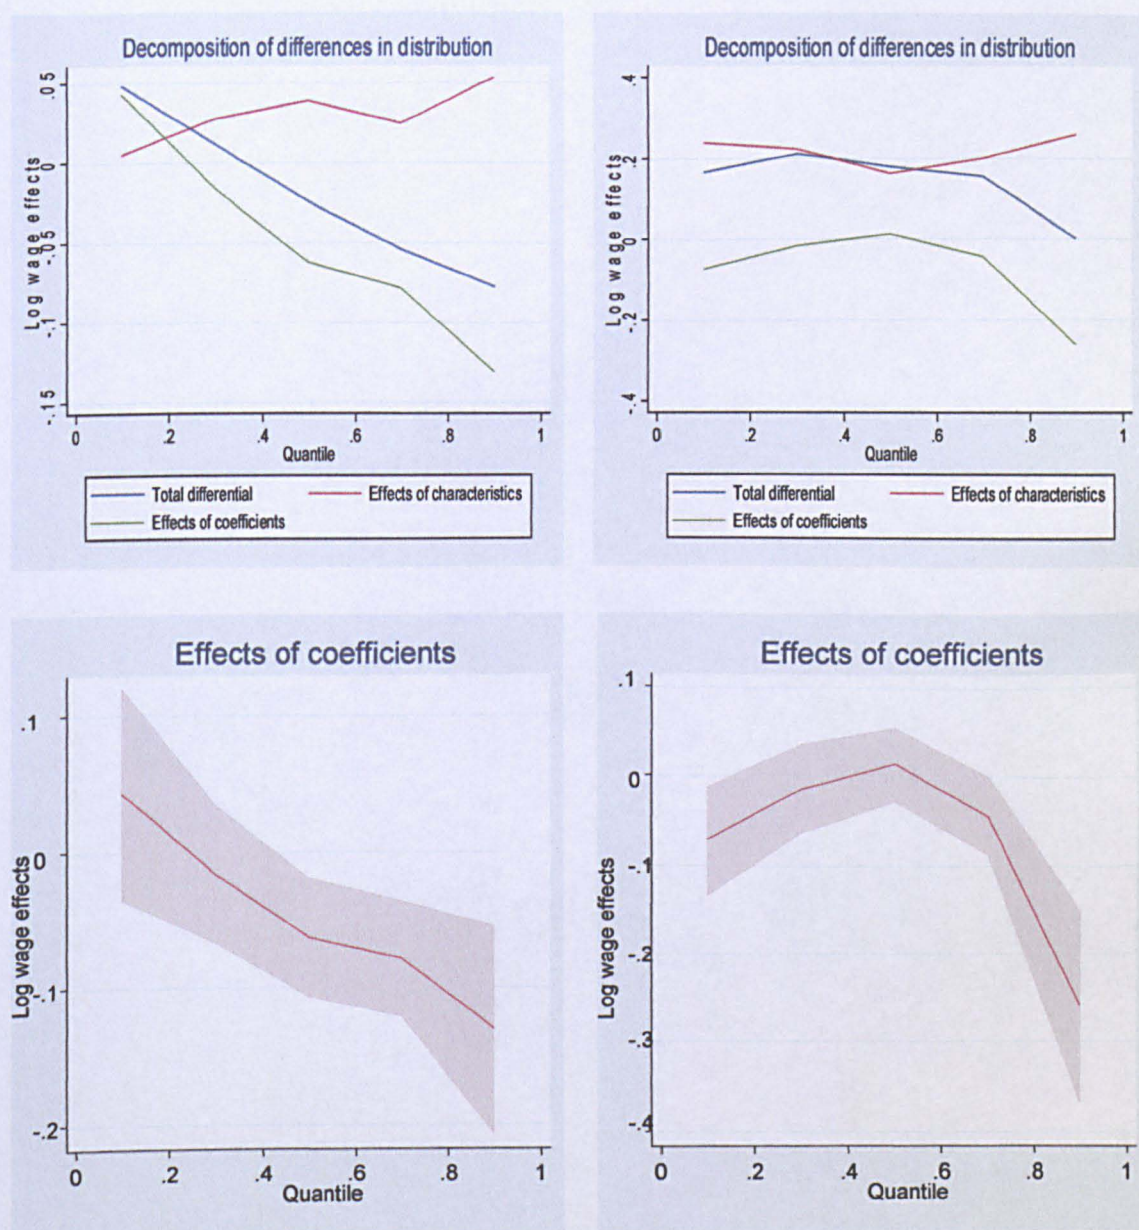 Decomposition of differences in distribution
Log wage effects
.05
0
-.05
-.1
-.15
0 .2 .4 .6 .8 1
Quantile
Total differential Effects of characteristics
Effects of coefficients
Decomposition of differences in distribution
Log wage effects
.4
.2
0
-.2
-.4
0 .2 .4 .6 .8 1
Quantile
Total differential Effects of characteristics
Effects of coefficients
Effects of coefficients
Log wage effects
.1
0
-.1
-.2
0 .2 .4 .6 .8 1
Quantile
Effects of coefficients
Log wage effects
.1
0
-.1
-.2
-.3
-.4
0 .2 .4 .6 .8 1
Quantile